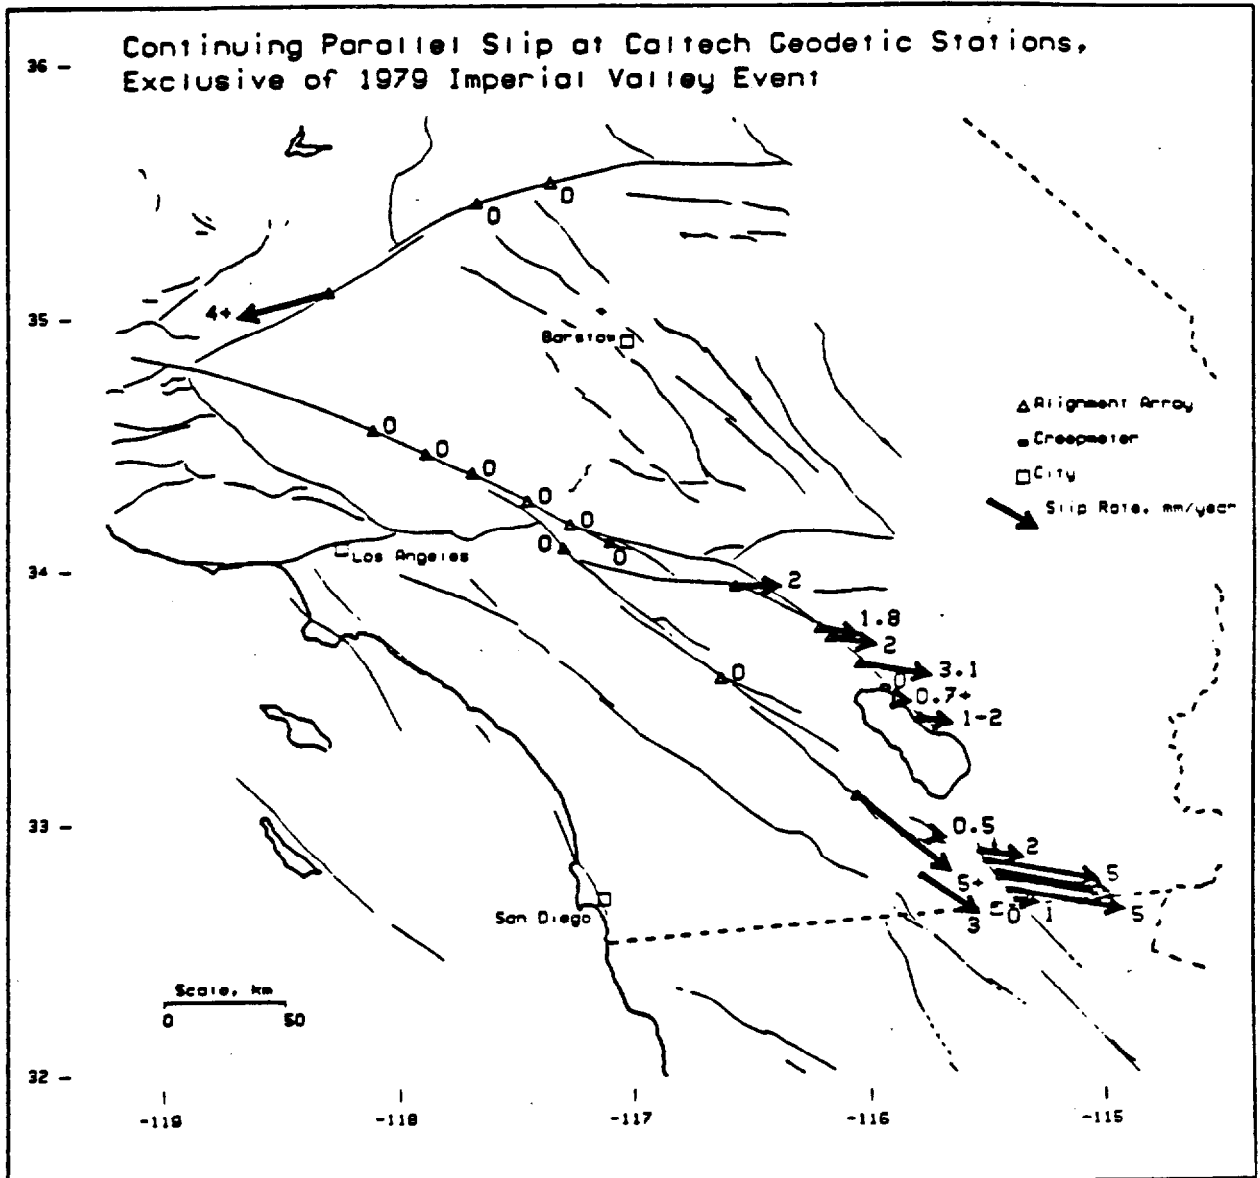 Continuing Parallel Slip at Caltech Geodetic Stations,
Exclusive of 1979 Imperial Valley Event
36
35
34
33
32
0
0
4+
Barstow
0
0
0
0
0
0
0
Los Angeles
2
1.8
2
3.1
0
0.7+
1-2
0
0.5
2
5
5+
3
0
1
5
San Diego
Alignment Array
Creepmeter
City
Slip Rate, mm/year
Scale, km
0 50
-119 -118 -117 -116 -115